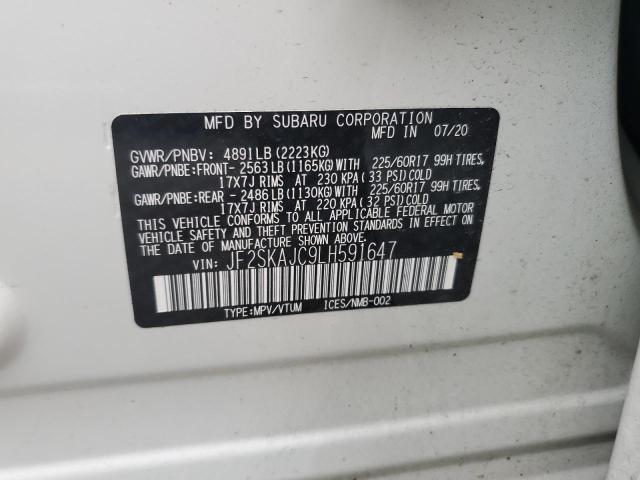 MFD BY SUBARU CORPORATION
MFD IN 07/20
GVWR/PNBV: 4891LB(2223KG)
GAWR/PNBE:FRONT- 2563LB(1165KG)WITH 225/60R17 99H TIRES,
17X7J RIMS AT 230 KPA(33 PSI)COLD
GAWR/PNBE:REAR - 2486LB(1130KG)WITH 225/60R17 99H TIRES,
17X7J RIMS AT 220 KPA(32 PSI)COLD
THIS VEHICLE CONFORMS TO ALL APPLICABLE FEDERAL MOTOR
VEHICLE SAFETY AND THEFT PREVENTION STANDARDS IN EFFECT ON
THE DATE OF MANUFACTURE SHOWN ABOVE.
VIN: JF2SKAJC9LH591647
TYPE:MPV/VTUM ICES/NMB-002